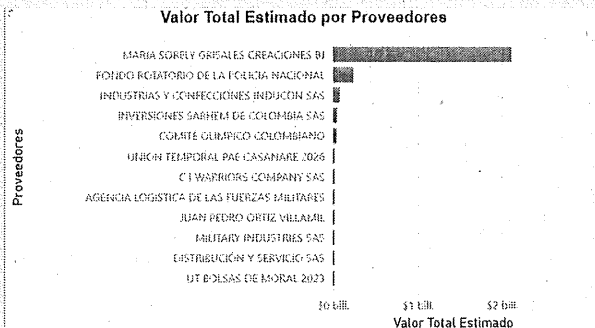 Valor Total Estimado por Proveedores
MARIA SORELY GRISALES CREACIONES BJ
FONDO ROTATORIO DE LA POLICIA NACIONAL
INDUSTRIAS Y CONFECCIONES INDUCON SAS
INVERSIONES SARHEM DE COLOMBIA SAS
COMITE OLIMPICO COLOMBIANO
UNION TEMPORAL PAE CASANARE 2026
C I WARRIORS COMPANY SAS
AGENCIA LOGISTICA DE LAS FUERZAS MILITARES
JUAN PEDRO ORTIZ VILLAMIL
MILITARY INDUSTRIES SAS
DISTRIBUCIÓN Y SERVICIO SAS
UT BOLSAS DE MORAL 2023
Proveedores
$0 bill. $1 bill. $2 bill.
Valor Total Estimado